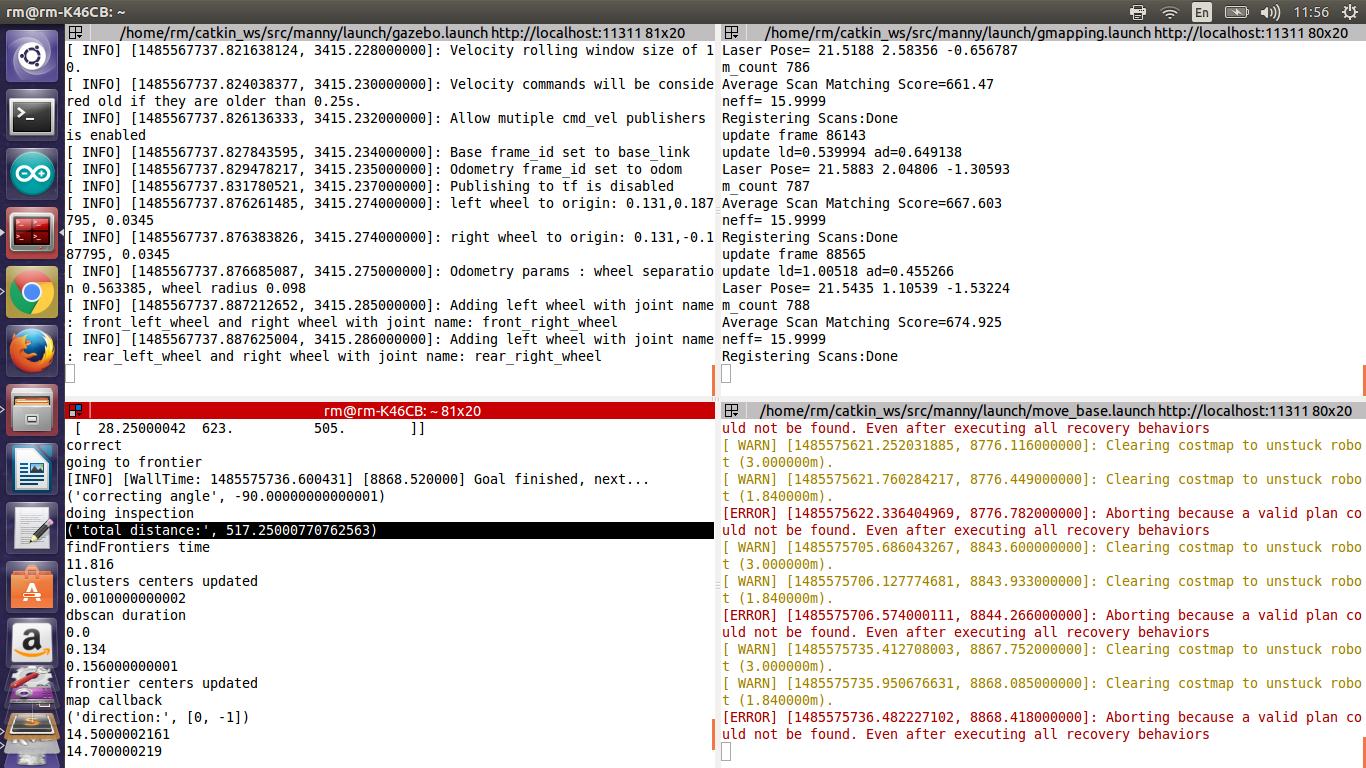 rm@rm-K46CB: ~
En
11:56
/home/rm/catkin_ws/src/manny/launch/gazebo.launch http://localhost:11311 81x20
[ INFO] [1485567737.821638124, 3415.228000000]: Velocity rolling window size of 1
0.
[ INFO] [1485567737.824038377, 3415.230000000]: Velocity commands will be conside
red old if they are older than 0.25s.
[ INFO] [1485567737.826136333, 3415.232000000]: Allow mutiple cmd_vel publishers
is enabled
[ INFO] [1485567737.827843595, 3415.234000000]: Base frame_id set to base_link
[ INFO] [1485567737.829478217, 3415.235000000]: Odometry frame_id set to odom
[ INFO] [1485567737.831780521, 3415.237000000]: Publishing to tf is disabled
[ INFO] [1485567737.876261485, 3415.274000000]: left wheel to origin: 0.131,0.187
795, 0.0345
[ INFO] [1485567737.876383826, 3415.274000000]: right wheel to origin: 0.131,-0.1
87795, 0.0345
[ INFO] [1485567737.876685087, 3415.275000000]: Odometry params : wheel separatio
n 0.563385, wheel radius 0.098
[ INFO] [1485567737.887212652, 3415.285000000]: Adding left wheel with joint name
: front_left_wheel and right wheel with joint name: front_right_wheel
[ INFO] [1485567737.887625004, 3415.286000000]: Adding left wheel with joint name
: rear_left_wheel and right wheel with joint name: rear_right_wheel
/home/rm/catkin_ws/src/manny/launch/gmapping.launch http://localhost:11311 80x20
Laser Pose= 21.5188 2.58356 -0.656787
m_count 786
Average Scan Matching Score=661.47
neff= 15.9999
Registering Scans:Done
update frame 86143
update ld=0.539994 ad=0.649138
Laser Pose= 21.5883 2.04806 -1.30593
m_count 787
Average Scan Matching Score=667.603
neff= 15.9999
Registering Scans:Done
update frame 88565
update ld=1.00518 ad=0.455266
Laser Pose= 21.5435 1.10539 -1.53224
m_count 788
Average Scan Matching Score=674.925
neff= 15.9999
Registering Scans:Done
rm@rm-K46CB: ~ 81x20
[  28.25000042  623.          505.        ]]
correct
going to frontier
[INFO] [WallTime: 1485575736.600431] [8868.520000] Goal finished, next...
('correcting angle', -90.00000000000001)
doing inspection
('total distance:', 517.25000770762563)
findFrontiers time
11.816
clusters centers updated
0.0010000000002
dbscan duration
0.0
0.134
0.156000000001
frontier centers updated
map callback
('direction:', [0, -1])
14.5000002161
14.700000219
/home/rm/catkin_ws/src/manny/launch/move_base.launch http://localhost:11311 80x20
uld not be found. Even after executing all recovery behaviors
[ WARN] [1485575621.252031885, 8776.116000000]: Clearing costmap to unstuck robo
t (3.000000m).
[ WARN] [1485575621.760284217, 8776.449000000]: Clearing costmap to unstuck robo
t (1.840000m).
[ERROR] [1485575622.336404969, 8776.782000000]: Aborting because a valid plan co
uld not be found. Even after executing all recovery behaviors
[ WARN] [1485575705.686043267, 8843.600000000]: Clearing costmap to unstuck robo
t (3.000000m).
[ WARN] [1485575706.127774681, 8843.933000000]: Clearing costmap to unstuck robo
t (1.840000m).
[ERROR] [1485575706.574000111, 8844.266000000]: Aborting because a valid plan co
uld not be found. Even after executing all recovery behaviors
[ WARN] [1485575735.412708003, 8867.752000000]: Clearing costmap to unstuck robo
t (3.000000m).
[ WARN] [1485575735.950676631, 8868.085000000]: Clearing costmap to unstuck robo
t (1.840000m).
[ERROR] [1485575736.482227102, 8868.418000000]: Aborting because a valid plan co
uld not be found. Even after executing all recovery behaviors